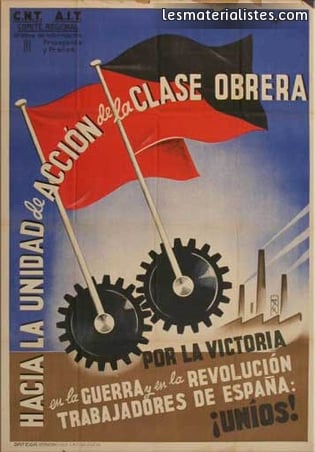 lesmaterialistes.com
C.N.T. A.I.T.
COMITÉ REGIONAL
Propaganda
y Prensa
HACIA LA UNIDAD de ACCIÓN de la CLASE OBRERA
POR LA VICTORIA
en la GUERRA y en la REVOLUCIÓN
TRABAJADORES DE ESPAÑA:
¡UNIOS!